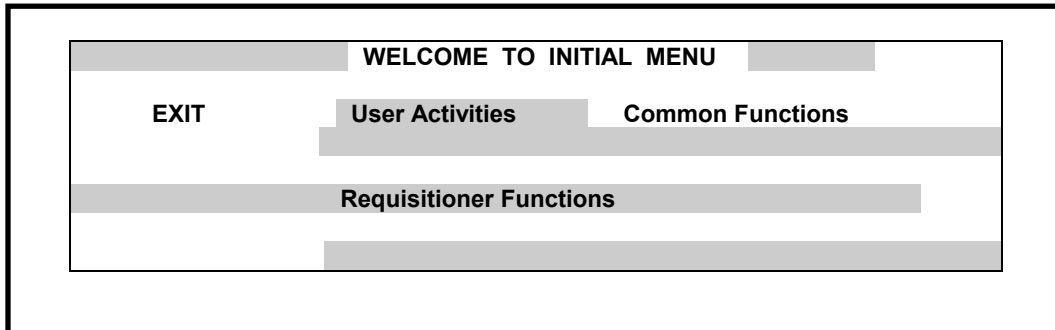 WELCOME TO INITIAL MENU
EXIT User Activities Common Functions
Requisitioner Functions